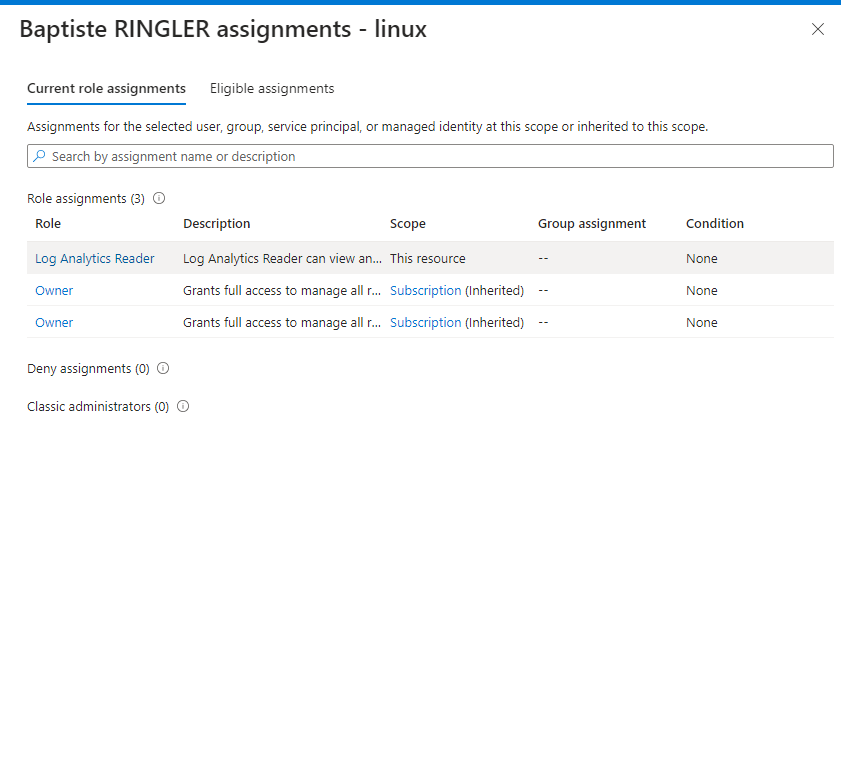 Baptiste RINGLER assignments - linux
Current role assignments Eligible assignments
Assignments for the selected user, group, service principal, or managed identity at this scope or inherited to this scope.
Search by assignment name or description
Role assignments (3)
Role Description Scope Group assignment Condition
Log Analytics Reader Log Analytics Reader can view an... This resource -- None
Owner Grants full access to manage all r... Subscription (Inherited) -- None
Owner Grants full access to manage all r... Subscription (Inherited) -- None
Deny assignments (0)
Classic administrators (0)